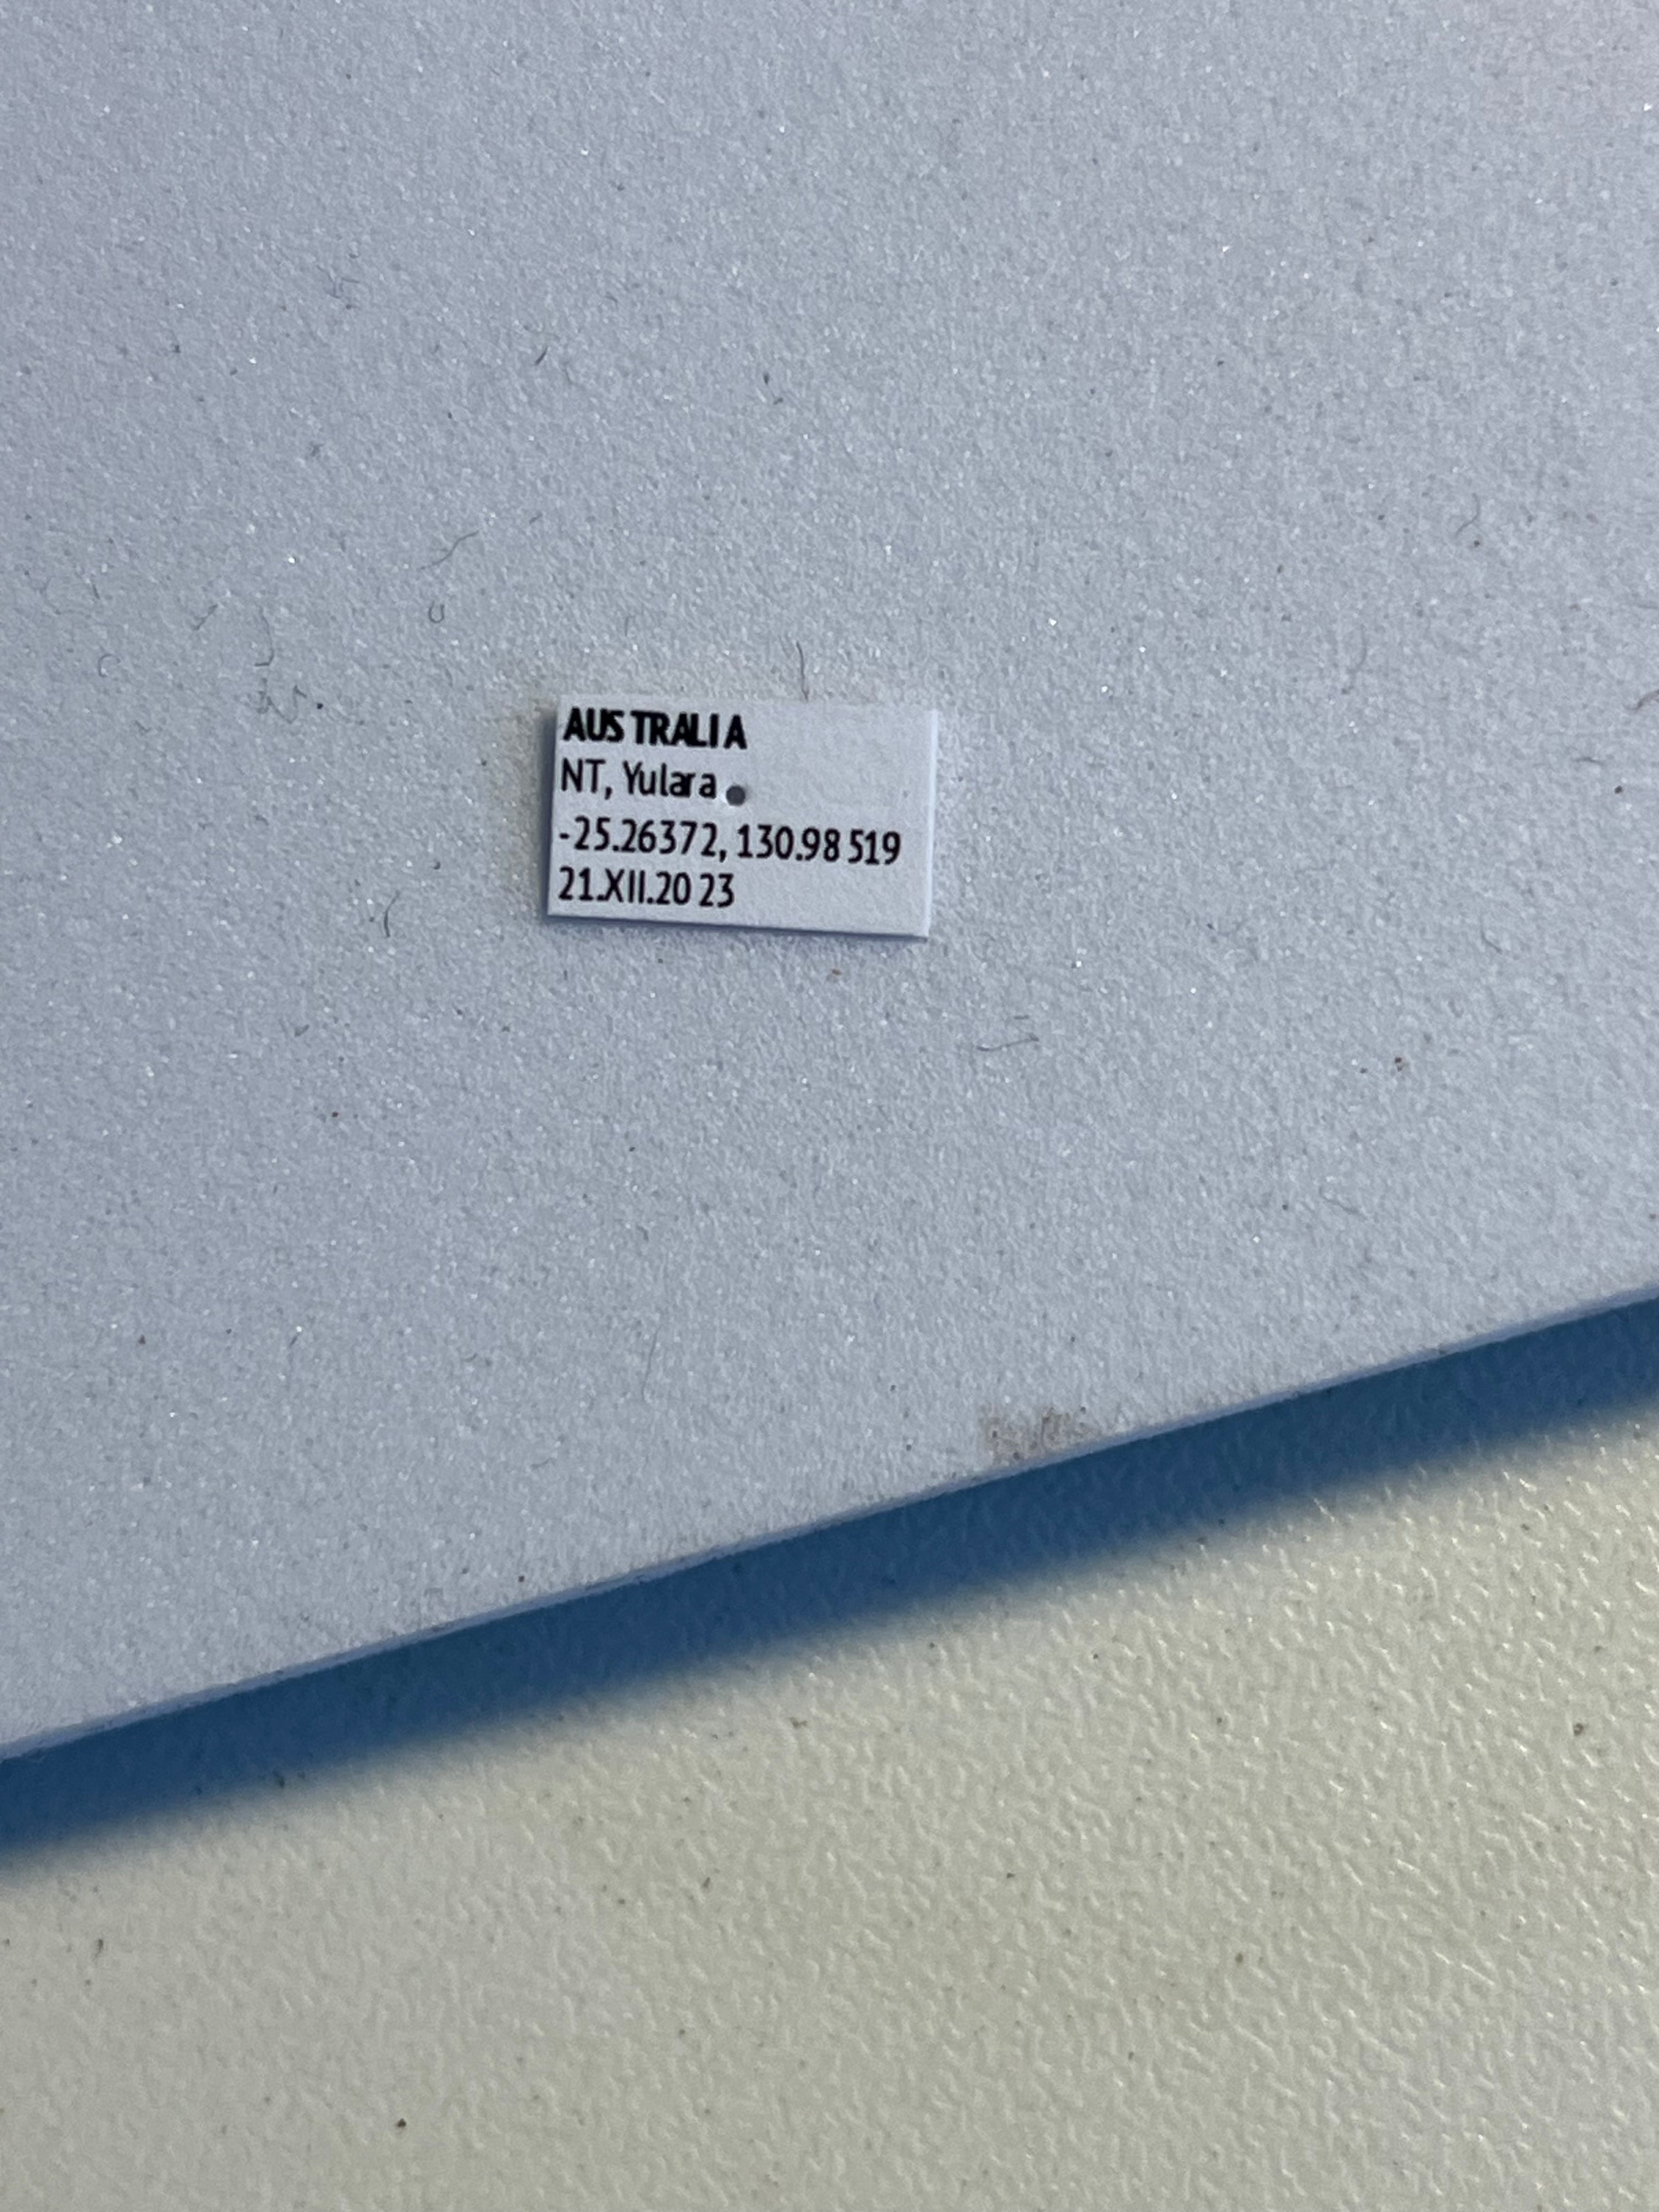 AUSTRALIA
NT, Yulara
-25.26372, 130.98519
21.XII.2023